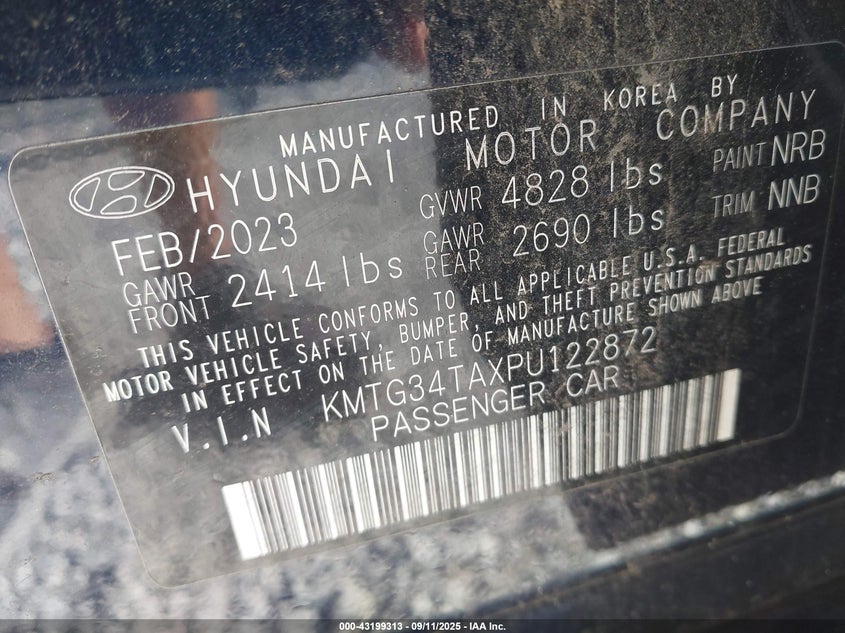 MANUFACTURED IN KOREA BY
HYUNDAI MOTOR COMPANY
FEB/2023 GVWR 4828 lbs PAINT NRB
GAWR FRONT 2414 lbs GAWR REAR 2690 lbs TRIM NNB
THIS VEHICLE CONFORMS TO ALL APPLICABLE U.S.A. FEDERAL
MOTOR VEHICLE SAFETY, BUMPER, AND THEFT PREVENTION STANDARDS
IN EFFECT ON THE DATE OF MANUFACTURE SHOWN ABOVE
V.I.N KMTG34TAXPU122872
PASSENGER CAR
000-43199313 - 09/11/2025 - IAA Inc.